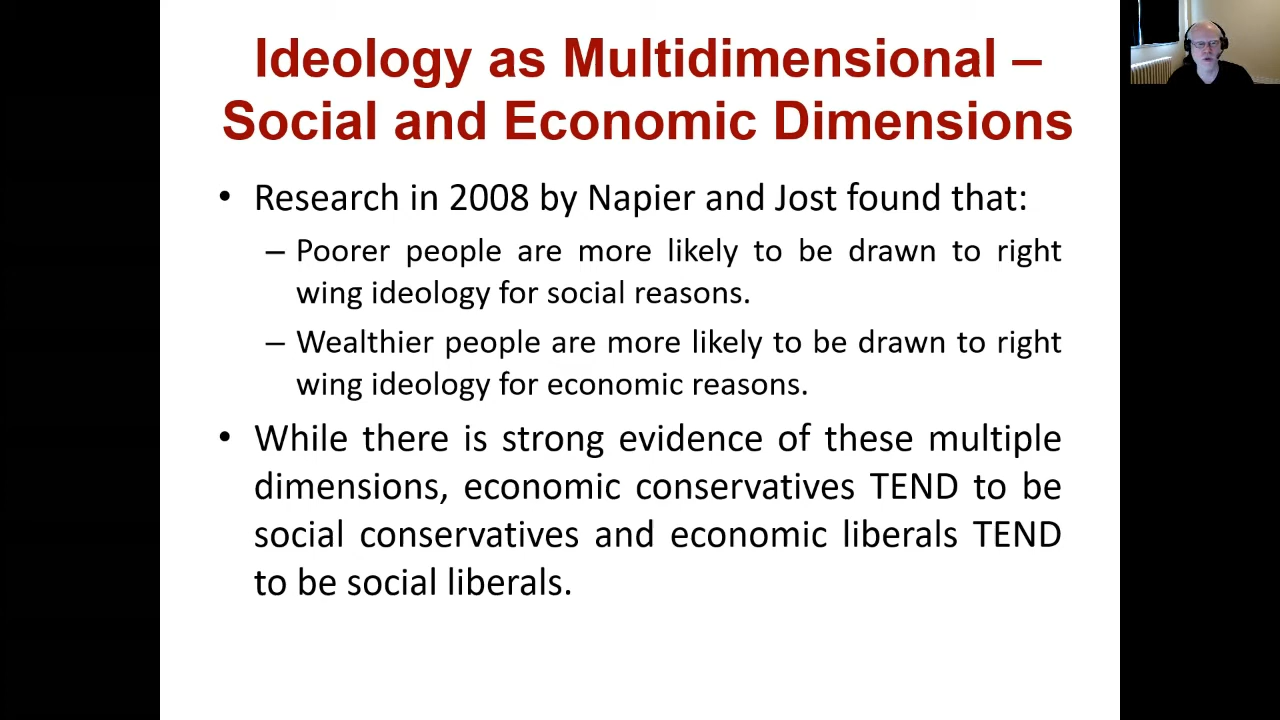 Ideology as Multidimensional –
Social and Economic Dimensions
• Research in 2008 by Napier and Jost found that:
– Poorer people are more likely to be drawn to right
wing ideology for social reasons.
– Wealthier people are more likely to be drawn to right
wing ideology for economic reasons.
• While there is strong evidence of these multiple
dimensions, economic conservatives TEND to be
social conservatives and economic liberals TEND
to be social liberals.